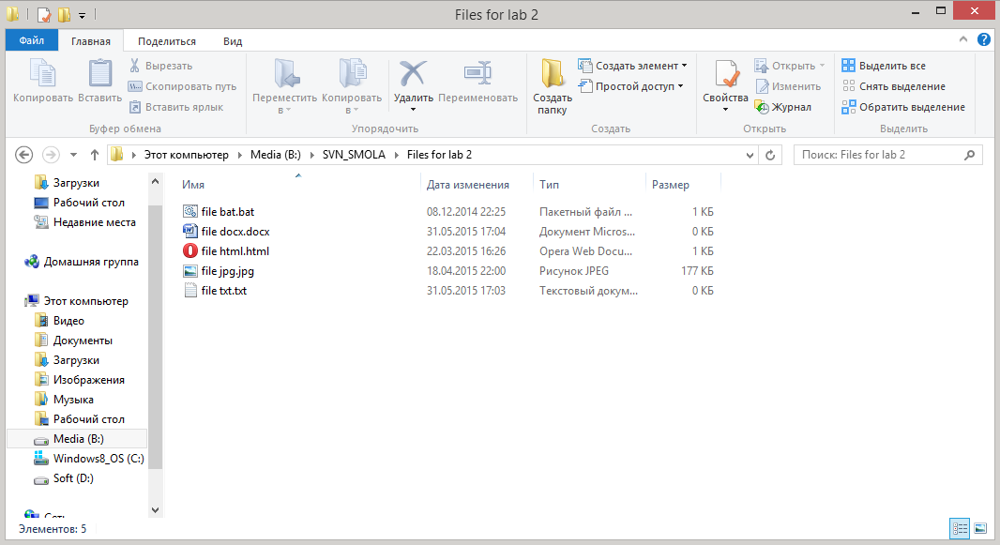 Files for lab 2
Файл Главная Поделиться Вид
Копировать
Вставить
Вырезать
Скопировать путь
Вставить ярлык
Буфер обмена
Переместить в
Копировать в
Удалить
Переименовать
Упорядочить
Создать папку
Создать элемент
Простой доступ
Создать
Свойства
Открыть
Изменить
Журнал
Открыть
Выделить все
Снять выделение
Обратить выделение
Выделить
Этот компьютер Media (B:) SVN_SMOLA Files for lab 2
Поиск: Files for lab 2
Загрузки
Рабочий стол
Недавние места
Домашняя группа
Этот компьютер
Видео
Документы
Загрузки
Изображения
Музыка
Рабочий стол
Media (B:)
Windows8_OS (C:)
Soft (D:)
Сеть
Имя Дата изменения Тип Размер
file bat.bat 08.12.2014 22:25 Пакетный файл ... 1 КБ
file docx.docx 31.05.2015 17:04 Документ Micros... 0 КБ
file html.html 22.03.2015 16:26 Opera Web Docu... 1 КБ
file jpg.jpg 18.04.2015 22:00 Рисунок JPEG 177 КБ
file txt.txt 31.05.2015 17:03 Текстовый докум... 0 КБ
Элементов: 5